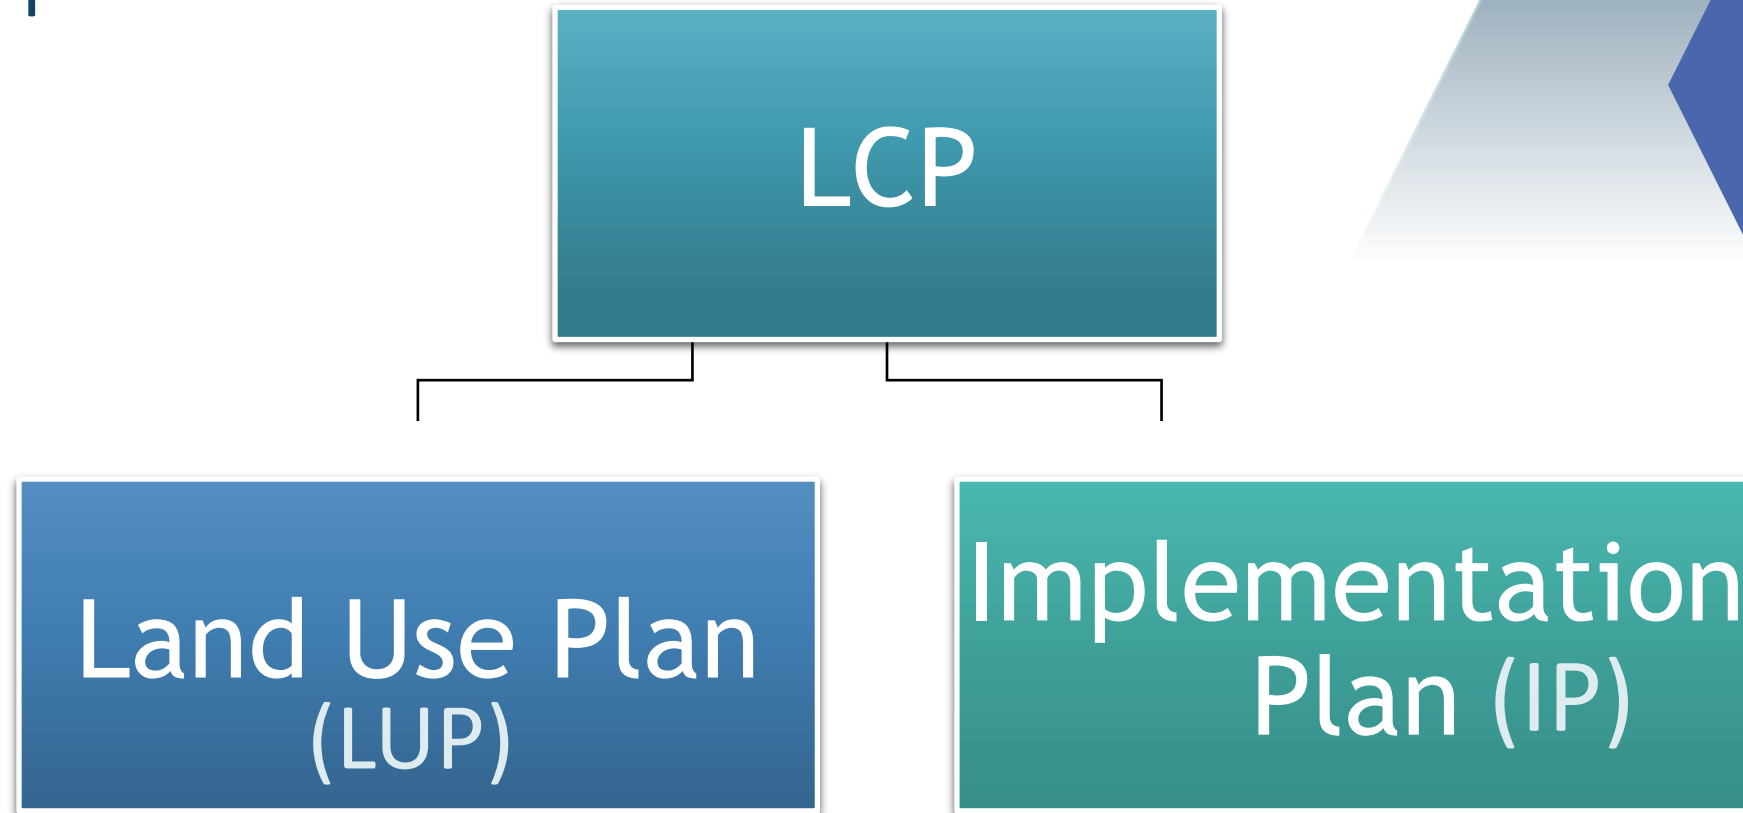 LCP
Land Use Plan
(LUP)
Implementation
Plan (IP)